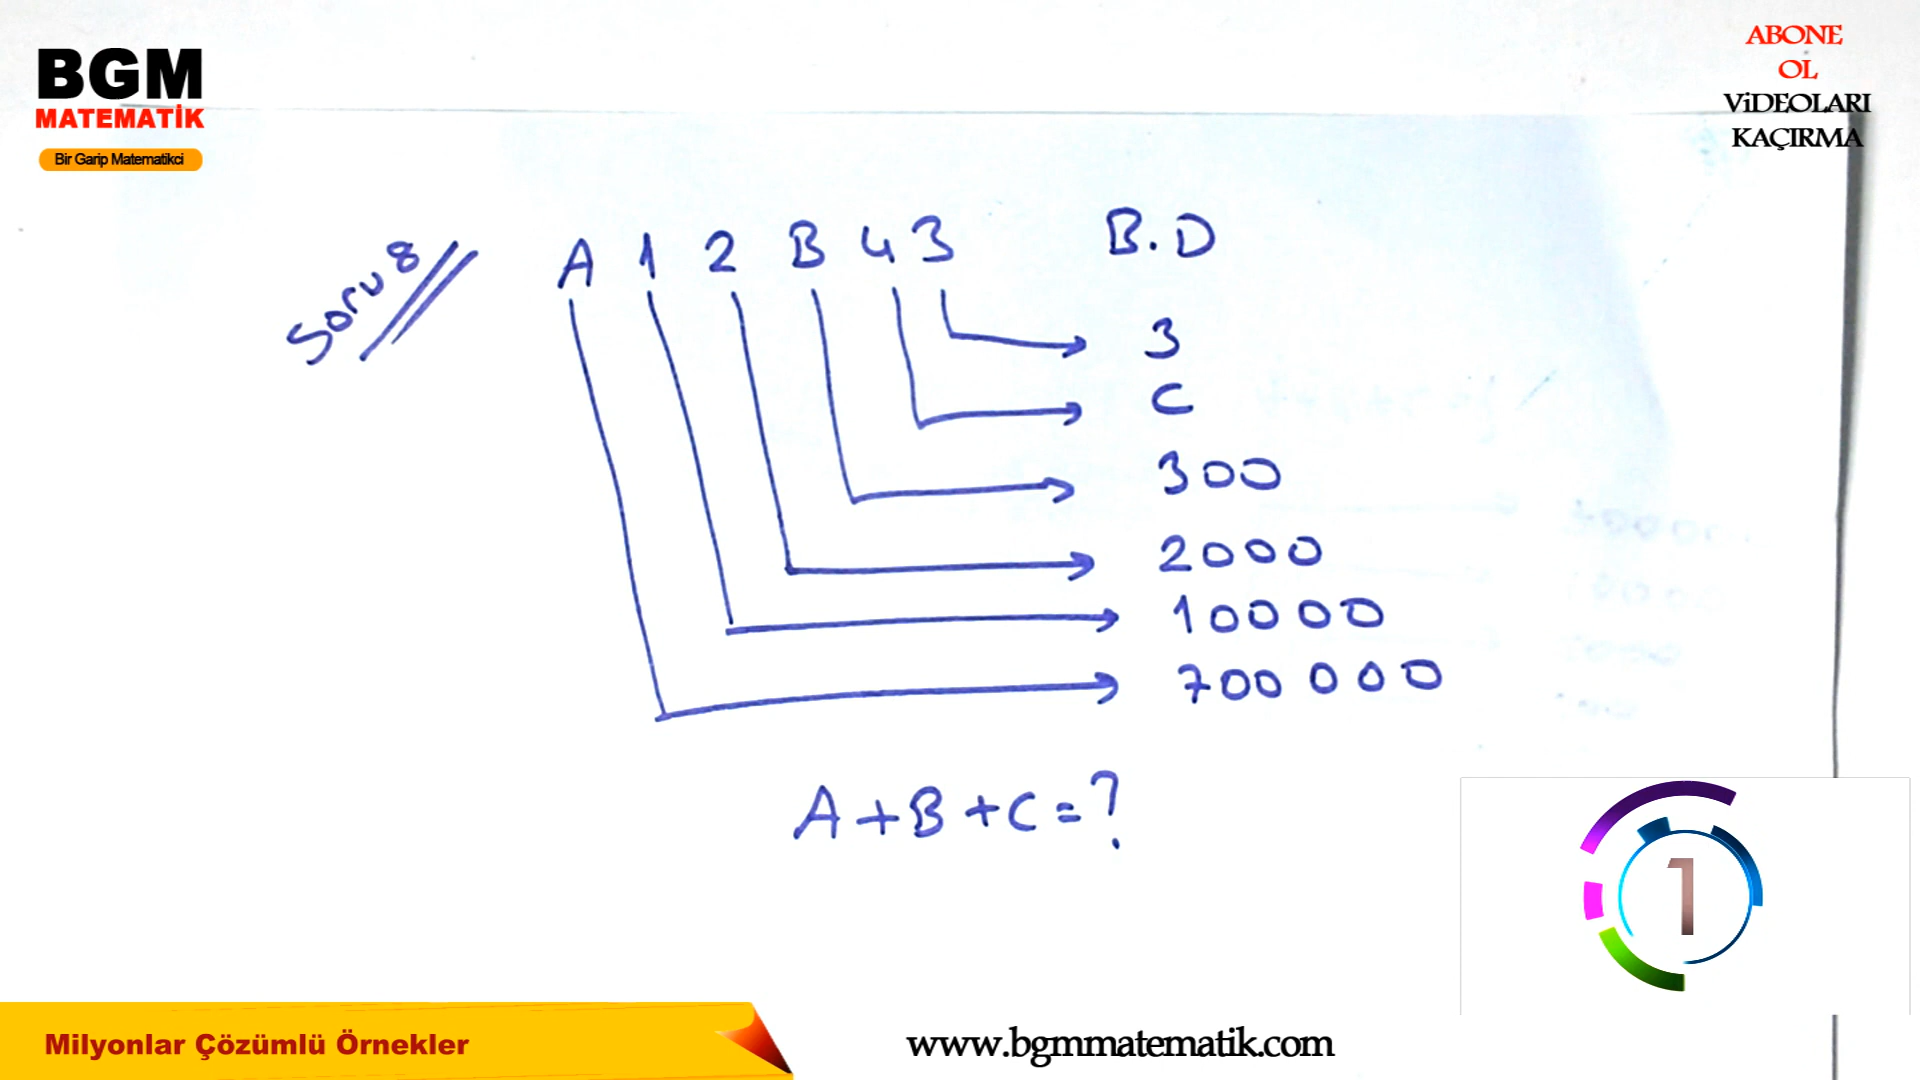 BGM
MATEMATİK
Bir Garip Matematikci
ABONE
OL
ViDEOLARI
KAÇIRMA
Soru 8
A 1 2 B 4 3 B.D
3
C
300
2000
10000
700 000
A+B+C=?
1
Milyonlar Çözümlü Örnekler
www.bgmmatematik.com